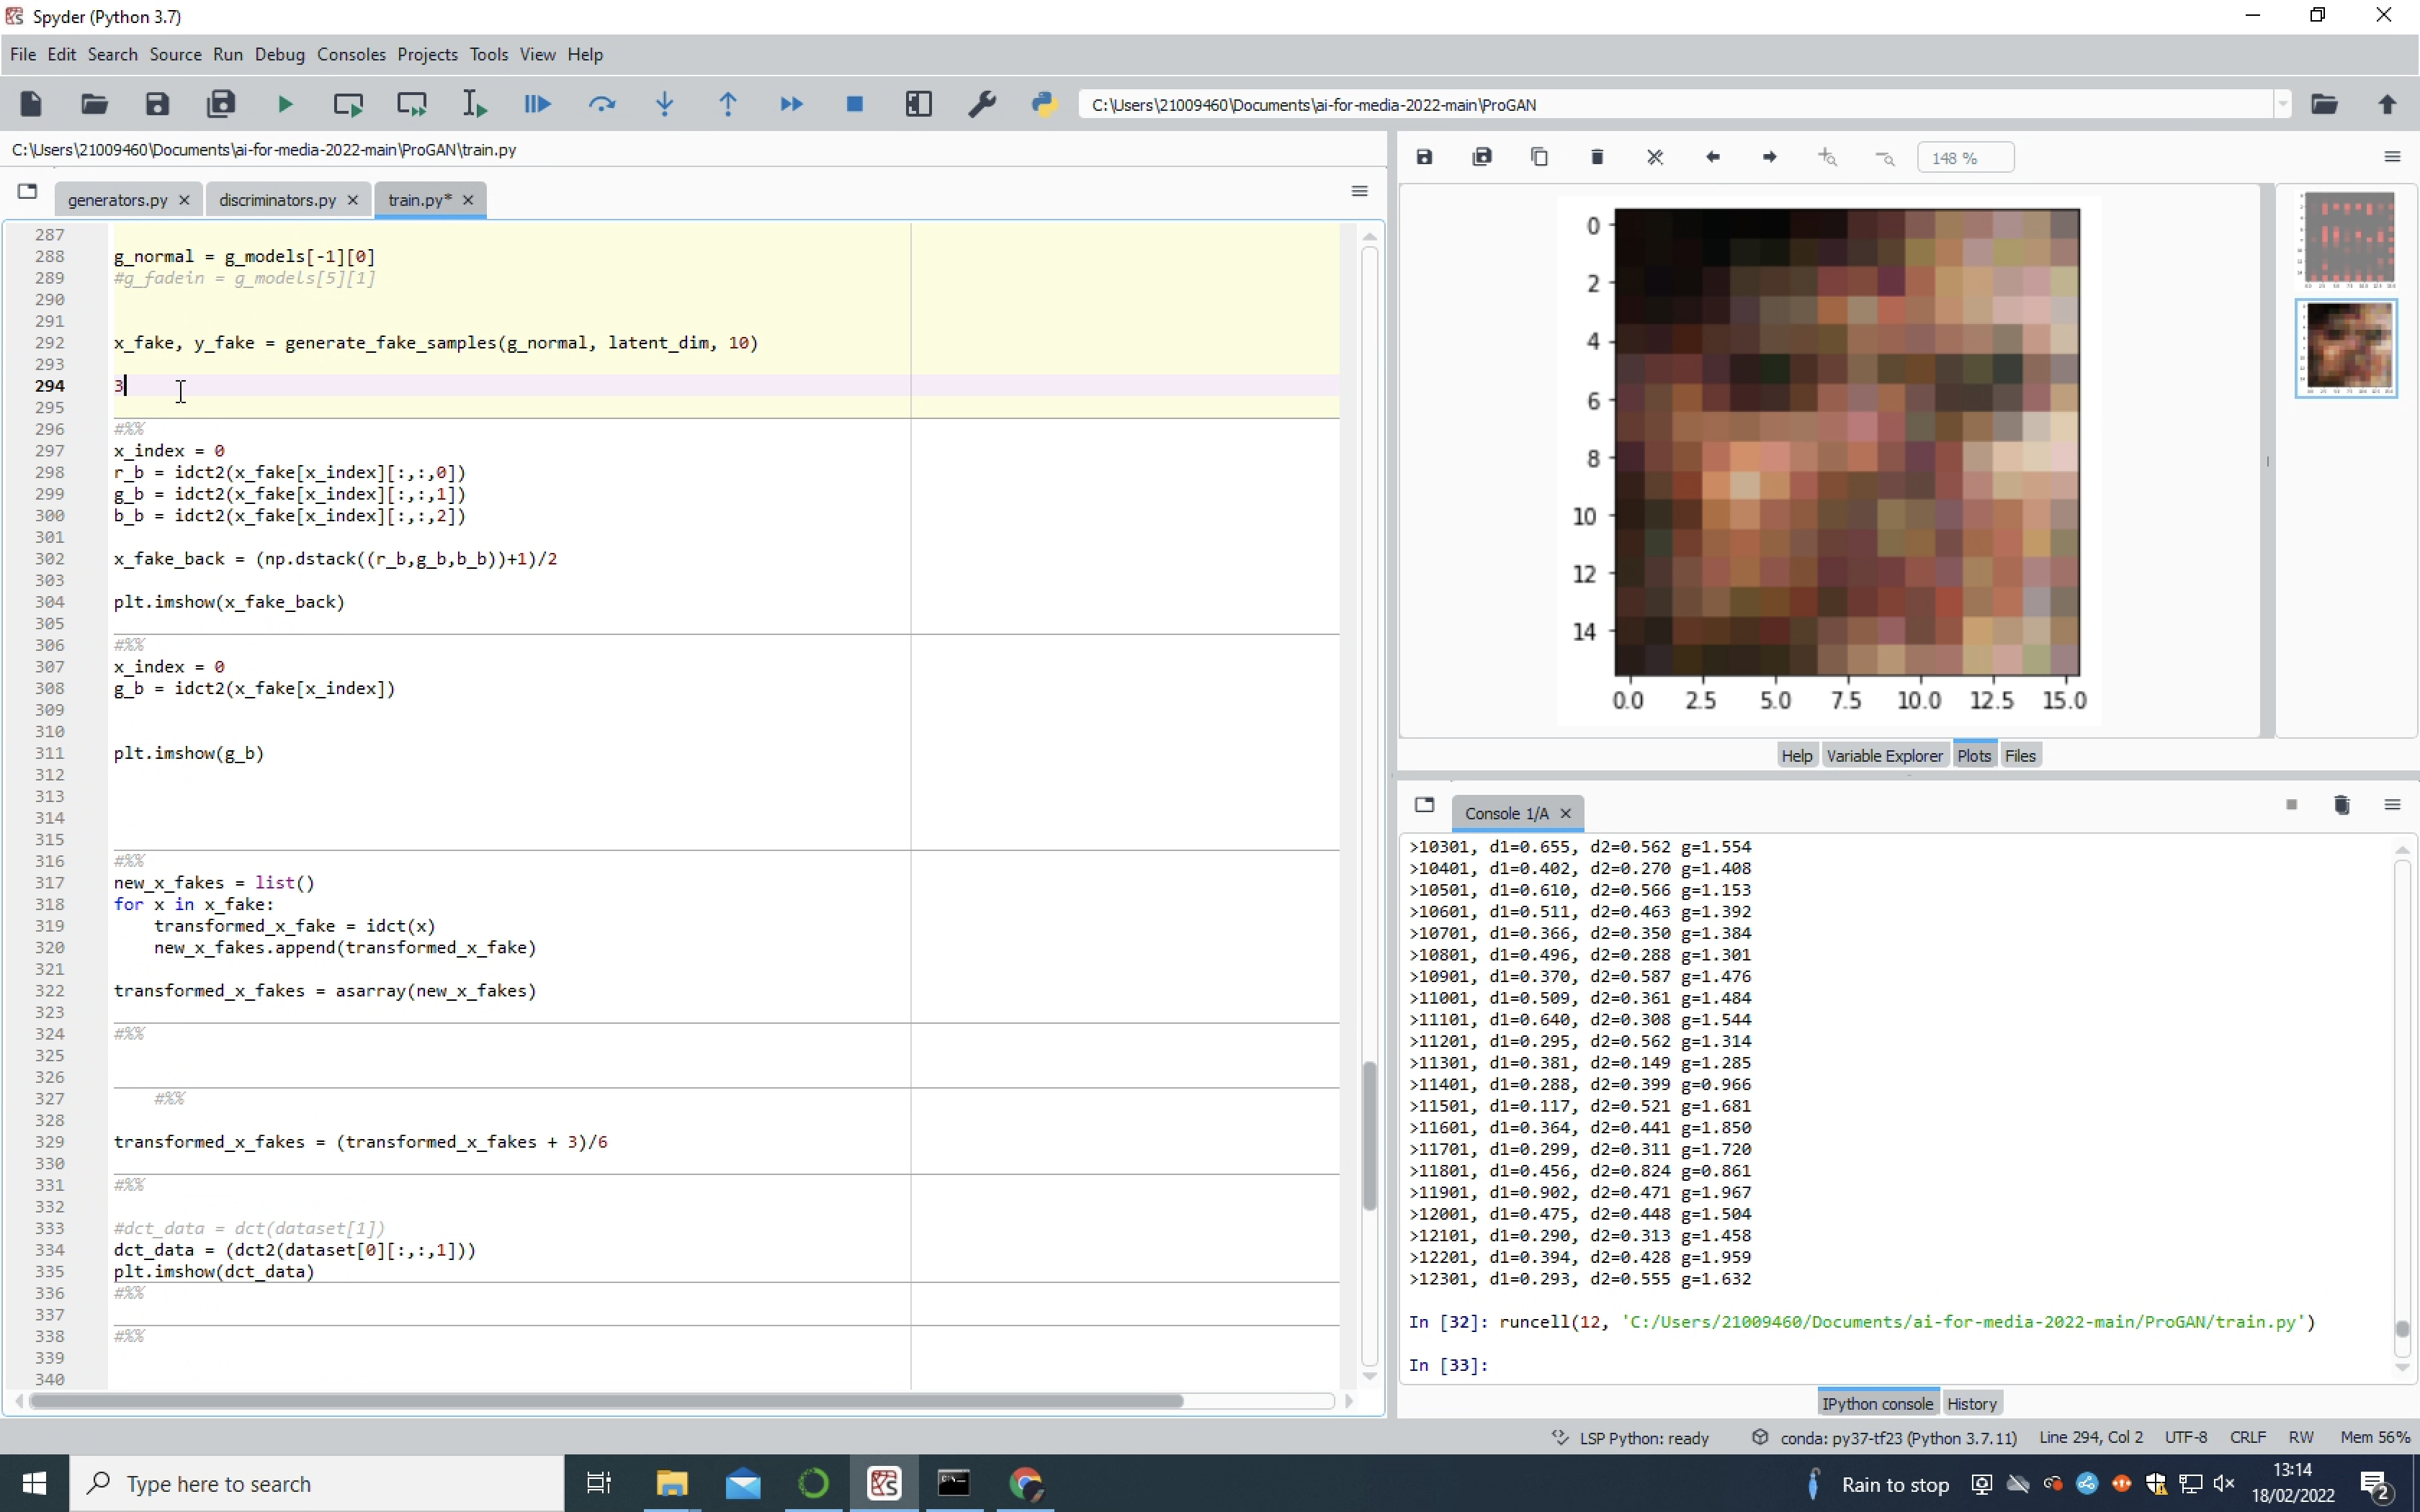 Spyder (Python 3.7)
File Edit Search Source Run Debug Consoles Projects Tools View Help
C:\Users\21009460\Documents\ai-for-media-2022-main\ProGAN
C:\Users\21009460\Documents\ai-for-media-2022-main\ProGAN\train.py
generators.py discriminators.py train.py*
287
288 g_normal = g_models[-1][0]
289 #g_fadein = g_models[5][1]
290
291
292 x_fake, y_fake = generate_fake_samples(g_normal, latent_dim, 10)
293
294 3
295
296 #%%
297 x_index = 0
298 r_b = idct2(x_fake[x_index][:,:,0])
299 g_b = idct2(x_fake[x_index][:,:,1])
300 b_b = idct2(x_fake[x_index][:,:,2])
301
302 x_fake_back = (np.dstack((r_b,g_b,b_b))+1)/2
303
304 plt.imshow(x_fake_back)
305
306 #%%
307 x_index = 0
308 g_b = idct2(x_fake[x_index])
309
310
311 plt.imshow(g_b)
312
313
314
315
316 #%%
317 new_x_fakes = list()
318 for x in x_fake:
319 transformed_x_fake = idct(x)
320 new_x_fakes.append(transformed_x_fake)
321
322 transformed_x_fakes = asarray(new_x_fakes)
323
324 #%%
325
326
327 #%%
328
329 transformed_x_fakes = (transformed_x_fakes + 3)/6
330
331 #%%
332
333 #dct_data = dct(dataset[1])
334 dct_data = (dct2(dataset[0][:,:,1]))
335 plt.imshow(dct_data)
336 #%%
337
338 #%%
339
340
148 %
0
2
4
6
8
10
12
14
0.0 2.5 5.0 7.5 10.0 12.5 15.0
Help Variable Explorer Plots Files
Console 1/A
>10301, d1=0.655, d2=0.562 g=1.554
>10401, d1=0.402, d2=0.270 g=1.408
>10501, d1=0.610, d2=0.566 g=1.153
>10601, d1=0.511, d2=0.463 g=1.392
>10701, d1=0.366, d2=0.350 g=1.384
>10801, d1=0.496, d2=0.288 g=1.301
>10901, d1=0.370, d2=0.587 g=1.476
>11001, d1=0.509, d2=0.361 g=1.484
>11101, d1=0.640, d2=0.308 g=1.544
>11201, d1=0.295, d2=0.562 g=1.314
>11301, d1=0.381, d2=0.149 g=1.285
>11401, d1=0.288, d2=0.399 g=0.966
>11501, d1=0.117, d2=0.521 g=1.681
>11601, d1=0.364, d2=0.441 g=1.850
>11701, d1=0.299, d2=0.311 g=1.720
>11801, d1=0.456, d2=0.824 g=0.861
>11901, d1=0.902, d2=0.471 g=1.967
>12001, d1=0.475, d2=0.448 g=1.504
>12101, d1=0.290, d2=0.313 g=1.458
>12201, d1=0.394, d2=0.428 g=1.959
>12301, d1=0.293, d2=0.555 g=1.632
In [32]: runcell(12, 'C:/Users/21009460/Documents/ai-for-media-2022-main/ProGAN/train.py')
In [33]:
IPython console History
LSP Python: ready conda: py37-tf23 (Python 3.7.11) Line 294, Col 2 UTF-8 CRLF RW Mem 56%
Type here to search
Rain to stop
13:14
18/02/2022
2